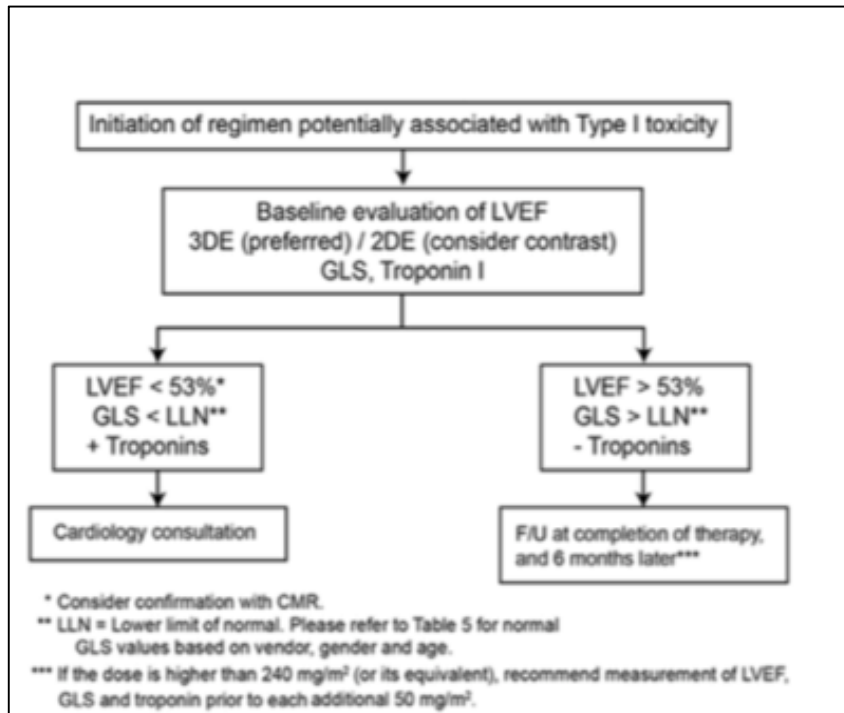 Initiation of regimen potentially associated with Type I toxicity
Baseline evaluation of LVEF
3DE (preferred) / 2DE (consider contrast)
GLS, Troponin I
LVEF < 53%*
GLS < LLN**
+ Troponins
LVEF > 53%
GLS > LLN**
- Troponins
Cardiology consultation
F/U at completion of therapy,
and 6 months later***
* Consider confirmation with CMR.
** LLN = Lower limit of normal. Please refer to Table 5 for normal
GLS values based on vendor, gender and age.
*** If the dose is higher than 240 mg/m² (or its equivalent), recommend measurement of LVEF,
GLS and troponin prior to each additional 50 mg/m².